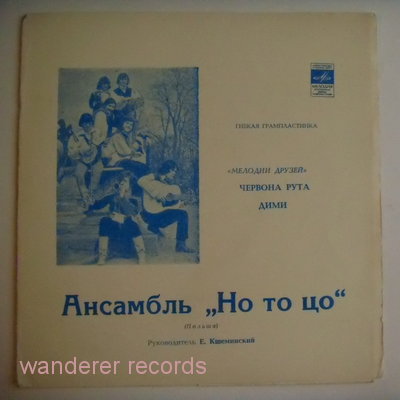 ГИБКАЯ ГРАМПЛАСТИНКА
«МЕЛОДИИ ДРУЗЕЙ»
ЧЕРВОНА РУТА
ДИМИ
Ансамбль „Но то цо“
(Польша)
Руководитель Е. Кшеминский
wanderer records